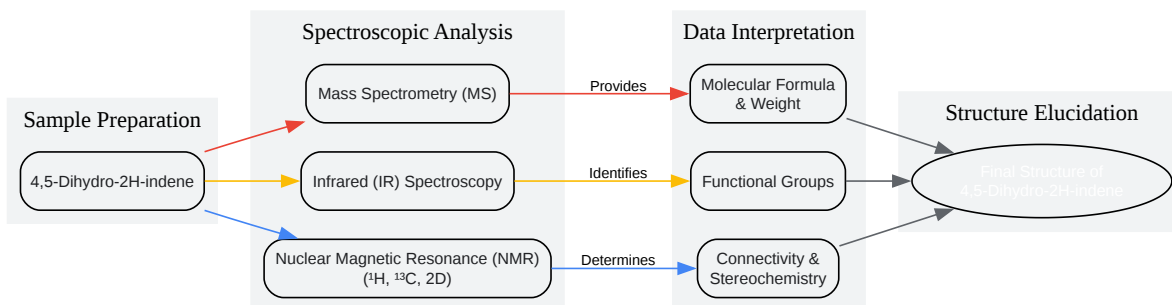 Sample Preparation
4,5-Dihydro-2H-indene
Spectroscopic Analysis
Mass Spectrometry (MS)
Infrared (IR) Spectroscopy
Nuclear Magnetic Resonance (NMR)
(¹H, ¹³C, 2D)
Provides
Identifies
Determines
Data Interpretation
Molecular Formula
& Weight
Functional Groups
Connectivity &
Stereochemistry
Structure Elucidation
Final Structure of
4,5-Dihydro-2H-indene